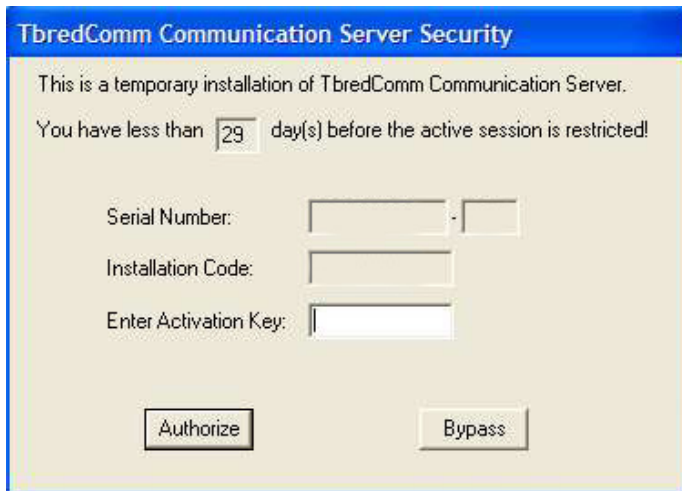 TbredComm Communication Server Security
This is a temporary installation of TbredComm Communication Server.
You have less than 29 day(s) before the active session is restricted!
Serial Number: -
Installation Code:
Enter Activation Key:
Authorize Bypass